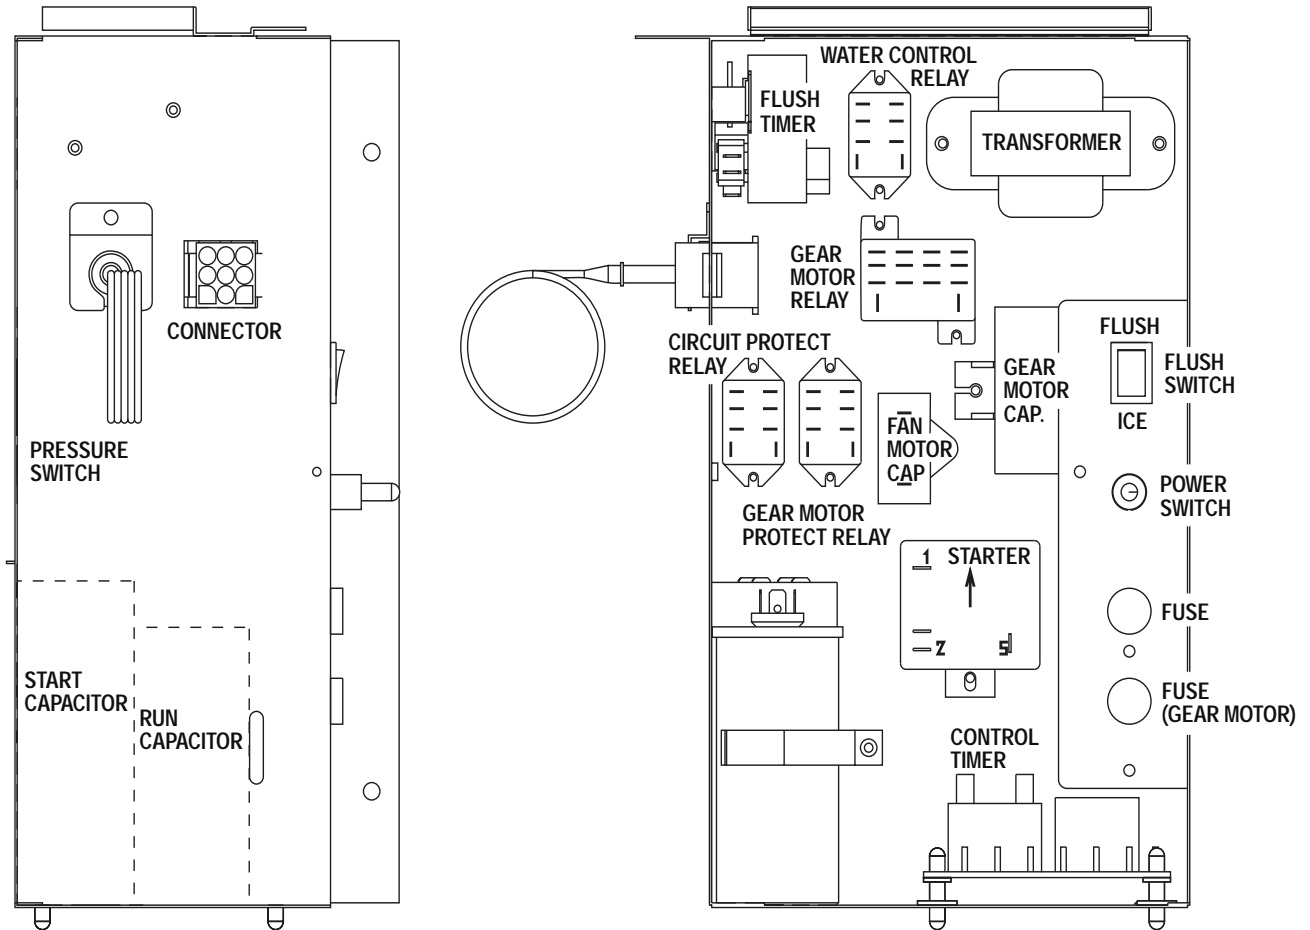 CONNECTOR
PRESSURE
SWITCH
START
CAPACITOR
RUN
CAPACITOR
WATER CONTROL
RELAY
FLUSH
TIMER
TRANSFORMER
GEAR
MOTOR
RELAY
CIRCUIT PROTECT
RELAY
GEAR
MOTOR
CAP.
FLUSH
FLUSH
SWITCH
ICE
FAN
MOTOR
CAP
POWER
SWITCH
GEAR MOTOR
PROTECT RELAY
1 STARTER
2 5
FUSE
FUSE
(GEAR MOTOR)
CONTROL
TIMER